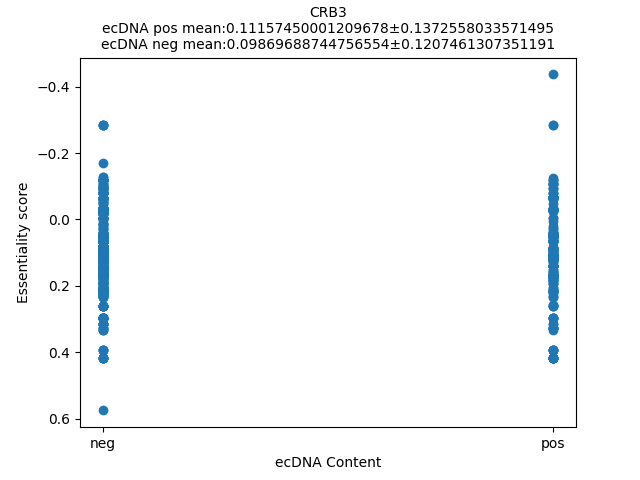 CRB3
ecDNA pos mean:0.11157450001209678±0.1372558033571495
ecDNA neg mean:0.09869688744756554±0.1207461307351191
−0.4
−0.2
0.0
0.2
0.4
0.6
Essentiality score
neg
pos
ecDNA Content